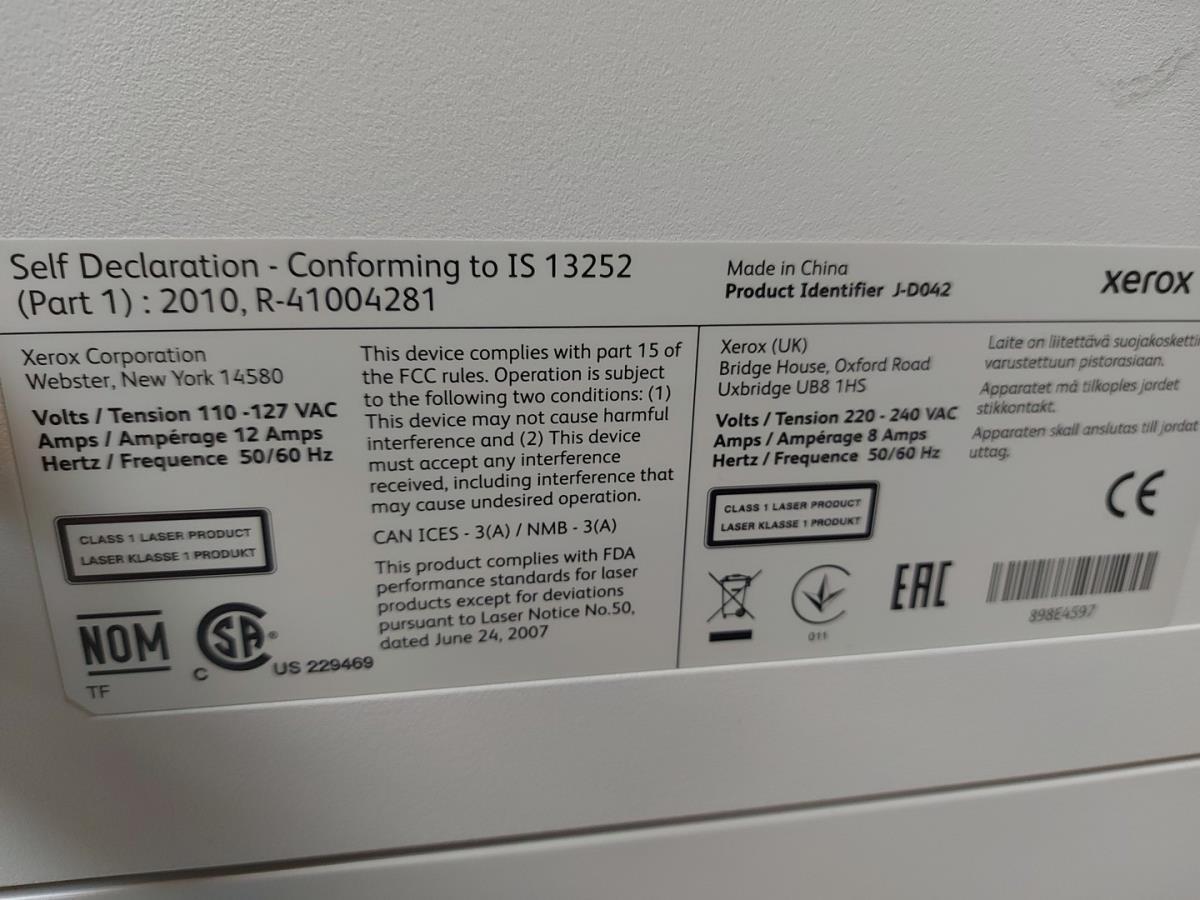 Self Declaration - Conforming to IS 13252
(Part 1) : 2010, R-41004281
Made in China
Product Identifier J-D042
xerox
Xerox Corporation
Webster, New York 14580
Volts / Tension 110 -127 VAC
Amps / Ampérage 12 Amps
Hertz / Frequence 50/60 Hz
CLASS 1 LASER PRODUCT
LASER KLASSE 1 PRODUKT
NOM
TF
C SA® US 229469
This device complies with part 15 of
the FCC rules. Operation is subject
to the following two conditions: (1)
This device may not cause harmful
interference and (2) This device
must accept any interference
received, including interference that
may cause undesired operation.
CAN ICES - 3(A) / NMB - 3(A)
This product complies with FDA
performance standards for laser
products except for deviations
pursuant to Laser Notice No.50,
dated June 24, 2007
Xerox (UK)
Bridge House, Oxford Road
Uxbridge UB8 1HS
Volts / Tension 220 - 240 VAC
Amps / Ampérage 8 Amps
Hertz / Frequence 50/60 Hz
CLASS 1 LASER PRODUCT
LASER KLASSE 1 PRODUKT
011
EAC
Laite on liitettävä suojakosketti
varustettuun pistorasiaan.
Apparatet må tilkoples jordet
stikkontakt.
Apparaten skall anslutas till jordat
uttag.
CE
898E4597